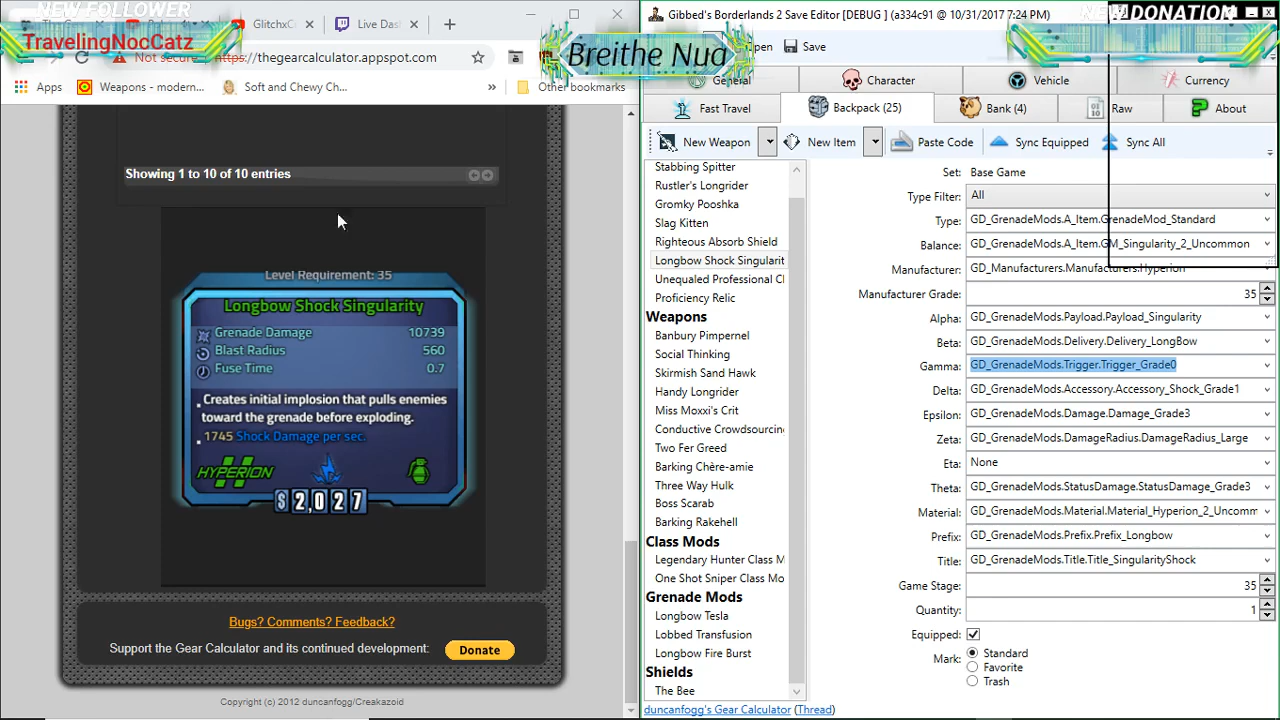 NEW FOLLOWER
TravelingNocCatz
Breithe Nua
NEW DONATION
GlitchxC
Live Das
Not secure
https://thegearcalculator.appspot.com
Apps
Weapons - modern...
Soft and Chewy Ch...
»
Other bookmarks
Showing 1 to 10 of 10 entries
Level Requirement: 35
Longbow Shock Singularity
Grenade Damage 10739
Blast Radius 560
Fuse Time 0.7
Creates initial implosion that pulls enemies
toward the grenade before exploding.
1745 Shock Damage per sec.
HYPERION
$ 2,027
Bugs? Comments? Feedback?
Support the Gear Calculator and its continued development: Donate
Copyright (c) 2012 duncanfogg/Creakazoid
Gibbed's Borderlands 2 Save Editor [DEBUG ] (a334c91 @ 10/31/2017 7:24 PM)
Open Save
General Character Vehicle Currency
Fast Travel Backpack (25) Bank (4) Raw About
New Weapon New Item Paste Code Sync Equipped Sync All
Stabbing Spitter
Rustler's Longrider
Gromky Pooshka
Slag Kitten
Righteous Absorb Shield
Longbow Shock Singularit
Unequaled Professional Cl
Proficiency Relic
Weapons
Banbury Pimpernel
Social Thinking
Skirmish Sand Hawk
Handy Longrider
Miss Moxxi's Crit
Conductive Crowdsourcin
Two Fer Greed
Barking Chère-amie
Three Way Hulk
Boss Scarab
Barking Rakehell
Class Mods
Legendary Hunter Class M
One Shot Sniper Class Mo
Grenade Mods
Longbow Tesla
Lobbed Transfusion
Longbow Fire Burst
Shields
The Bee
Set: Base Game
Type Filter: All
Type: GD_GrenadeMods.A_Item.GrenadeMod_Standard
Balance: GD_GrenadeMods.A_Item.GM_Singularity_2_Uncommon
Manufacturer: GD_Manufacturers.Manufacturers.Hyperion
Manufacturer Grade: 35
Alpha: GD_GrenadeMods.Payload.Payload_Singularity
Beta: GD_GrenadeMods.Delivery.Delivery_LongBow
Gamma: GD_GrenadeMods.Trigger.Trigger_Grade0
Delta: GD_GrenadeMods.Accessory.Accessory_Shock_Grade1
Epsilon: GD_GrenadeMods.Damage.Damage_Grade3
Zeta: GD_GrenadeMods.DamageRadius.DamageRadius_Large
Eta: None
Theta: GD_GrenadeMods.StatusDamage.StatusDamage_Grade3
Material: GD_GrenadeMods.Material.Material_Hyperion_2_Uncomm
Prefix: GD_GrenadeMods.Prefix.Prefix_Longbow
Title: GD_GrenadeMods.Title.Title_SingularityShock
Game Stage: 35
Quantity: 1
Equipped:
Mark: Standard
Favorite
Trash
duncanfogg's Gear Calculator (Thread)